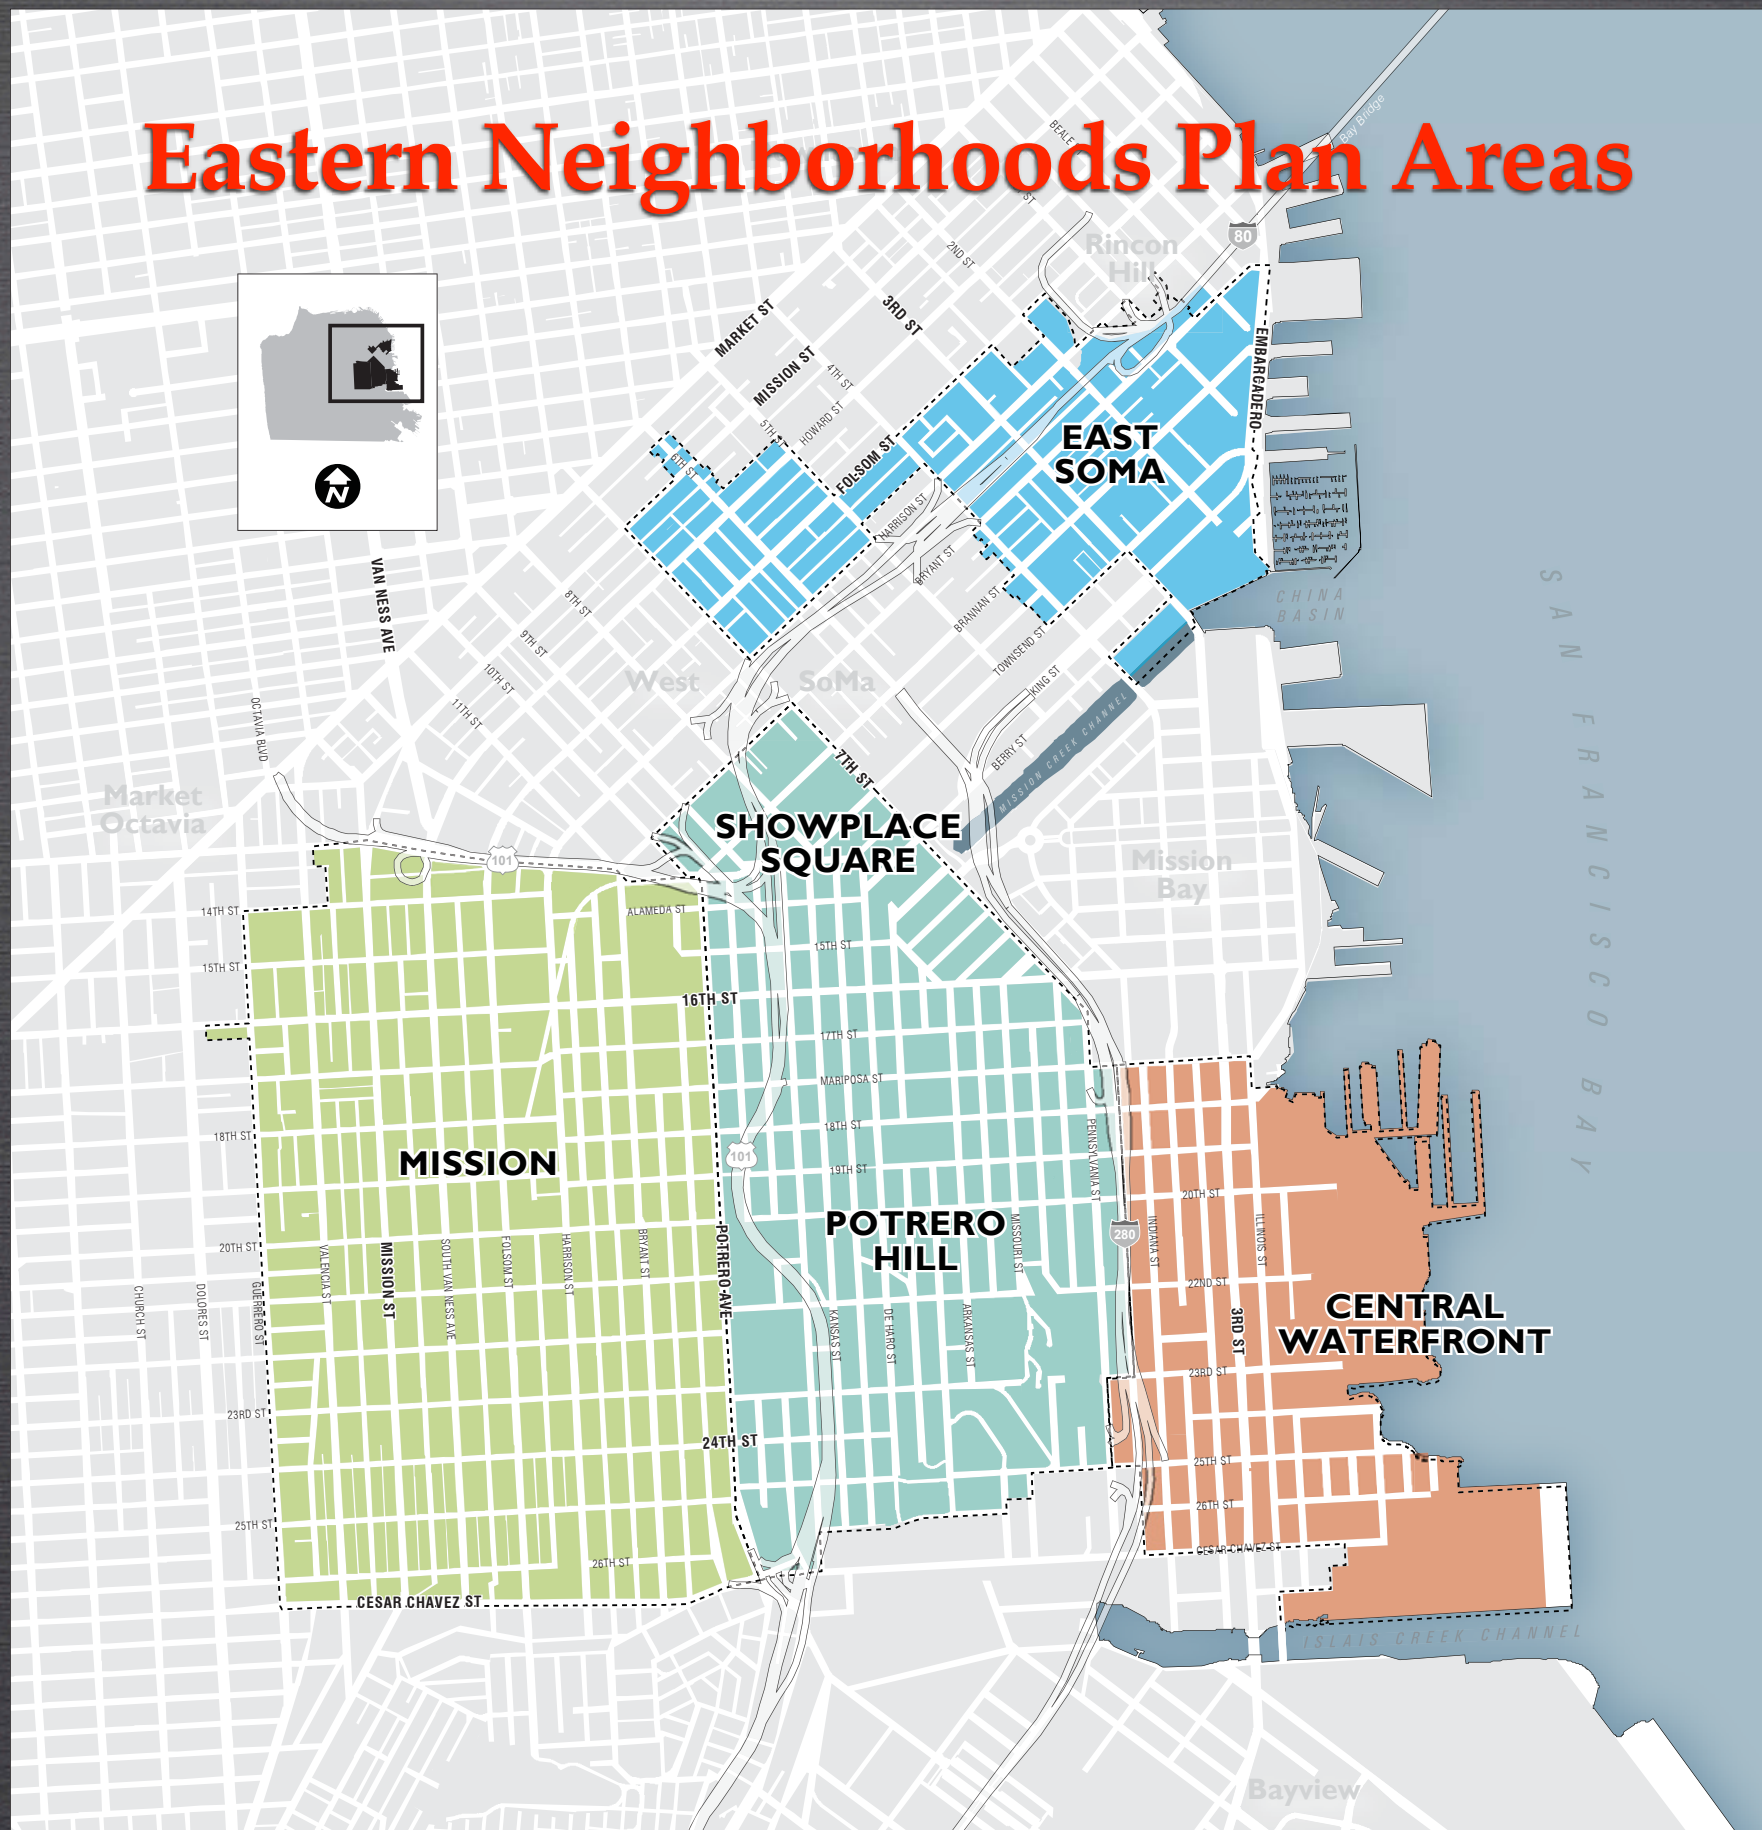 Eastern Neighborhoods Plan Areas
Bay Bridge
BEALE
ST
2ND ST
Rincon
Hill
80
3RD ST
MARKET ST
MISSION ST
4TH ST
HOWARD ST
5TH ST
6TH ST
FOLSOM ST
EMBARCADERO
EAST
SOMA
N
HARRISON ST
BRYANT ST
BRANNAN ST
TOWNSEND ST
KING ST
BERRY ST
CHINA
BASIN
MISSION CREEK CHANNEL
SAN FRANCISCO BAY
VAN NESS AVE
8TH ST
9TH ST
10TH ST
11TH ST
OCTAVIA BLVD
West SoMa
Market
Octavia
7TH ST
SHOWPLACE
SQUARE
101
Mission
Bay
14TH ST
ALAMEDA ST
15TH ST
15TH ST
16TH ST
17TH ST
MARIPOSA ST
18TH ST
18TH ST
19TH ST
MISSION
101
PENNSYLVANIA ST
20TH ST
POTRERO
HILL
280
20TH ST
CHURCH ST
DOLORES ST
GUERRERO ST
VALENCIA ST
MISSION ST
SOUTH VAN NESS AVE
FOLSOM ST
HARRISON ST
BRYANT ST
POTRERO AVE
KANSAS ST
DE HARO ST
ARKANSAS ST
MISSOURI ST
INDIANA ST
ILLINOIS ST
22ND ST
3RD ST
CENTRAL
WATERFRONT
23RD ST
23RD ST
24TH ST
25TH ST
26TH ST
25TH ST
26TH ST
CESAR CHAVEZ ST
CESAR CHAVEZ ST
ISLAIS CREEK CHANNEL
Bayview